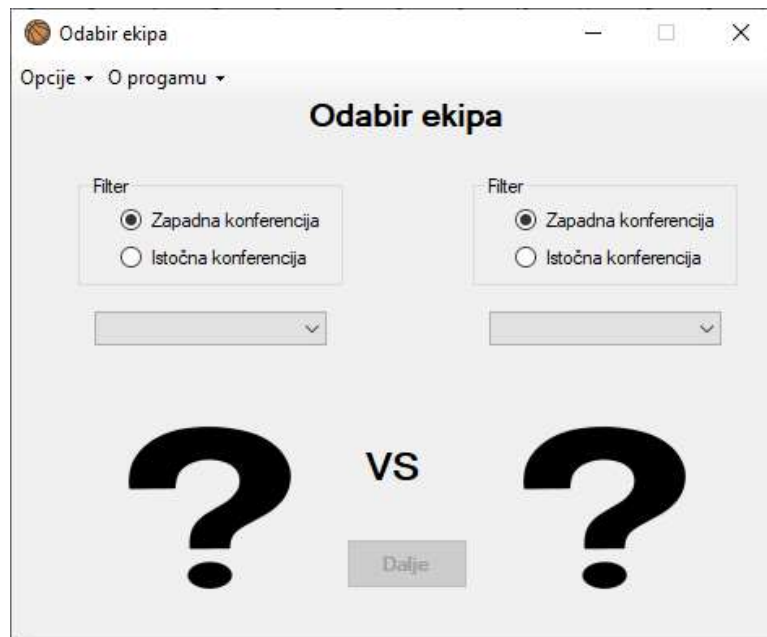 Odabir ekipa
Opcije O progamu
Odabir ekipa
Filter Filter
Zapadna konferencija Zapadna konferencija
Istočna konferencija Istočna konferencija
? VS ?
Dalje